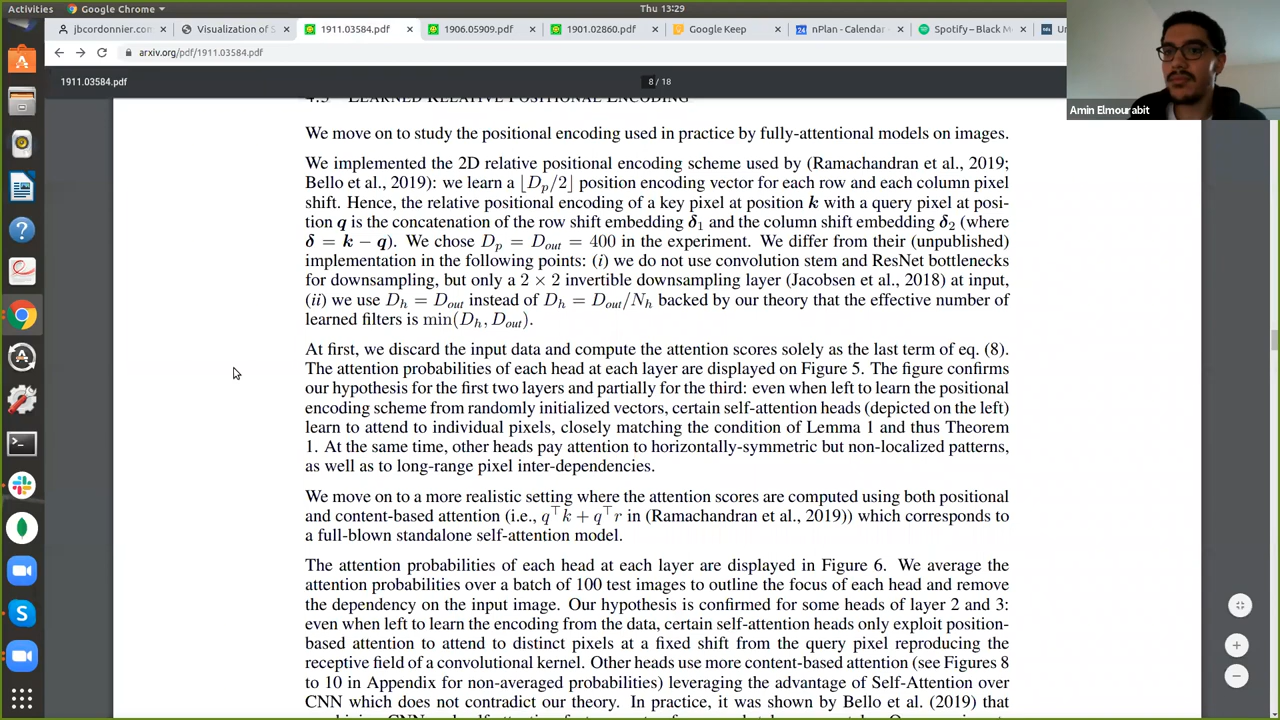 Activities
Google Chrome
Thu 13:29
jbcordonnier.com
Visualization of S
1911.03584.pdf
1906.05909.pdf
1901.02860.pdf
Google Keep
nPlan - Calendar
Spotify – Black M
arxiv.org/pdf/1911.03584.pdf
1911.03584.pdf
8 / 18
Amin Elmourabit
4.3 LEARNED RELATIVE POSITIONAL ENCODING
We move on to study the positional encoding used in practice by fully-attentional models on images.
We implemented the 2D relative positional encoding scheme used by (Ramachandran et al., 2019;
Bello et al., 2019): we learn a ⌊D_p/2⌋ position encoding vector for each row and each column pixel
shift. Hence, the relative positional encoding of a key pixel at position k with a query pixel at posi-
tion q is the concatenation of the row shift embedding δ₁ and the column shift embedding δ₂ (where
δ = k − q). We chose D_p = D_out = 400 in the experiment. We differ from their (unpublished)
implementation in the following points: (i) we do not use convolution stem and ResNet bottlenecks
for downsampling, but only a 2 × 2 invertible downsampling layer (Jacobsen et al., 2018) at input,
(ii) we use D_h = D_out instead of D_h = D_out/N_h backed by our theory that the effective number of
learned filters is min(D_h, D_out).
At first, we discard the input data and compute the attention scores solely as the last term of eq. (8).
The attention probabilities of each head at each layer are displayed on Figure 5. The figure confirms
our hypothesis for the first two layers and partially for the third: even when left to learn the positional
encoding scheme from randomly initialized vectors, certain self-attention heads (depicted on the left)
learn to attend to individual pixels, closely matching the condition of Lemma 1 and thus Theorem
1. At the same time, other heads pay attention to horizontally-symmetric but non-localized patterns,
as well as to long-range pixel inter-dependencies.
We move on to a more realistic setting where the attention scores are computed using both positional
and content-based attention (i.e., q⊤k + q⊤r in (Ramachandran et al., 2019)) which corresponds to
a full-blown standalone self-attention model.
The attention probabilities of each head at each layer are displayed in Figure 6. We average the
attention probabilities over a batch of 100 test images to outline the focus of each head and remove
the dependency on the input image. Our hypothesis is confirmed for some heads of layer 2 and 3:
even when left to learn the encoding from the data, certain self-attention heads only exploit position-
based attention to attend to distinct pixels at a fixed shift from the query pixel reproducing the
receptive field of a convolutional kernel. Other heads use more content-based attention (see Figures 8
to 10 in Appendix for non-averaged probabilities) leveraging the advantage of Self-Attention over
CNN which does not contradict our theory. In practice, it was shown by Bello et al. (2019) that